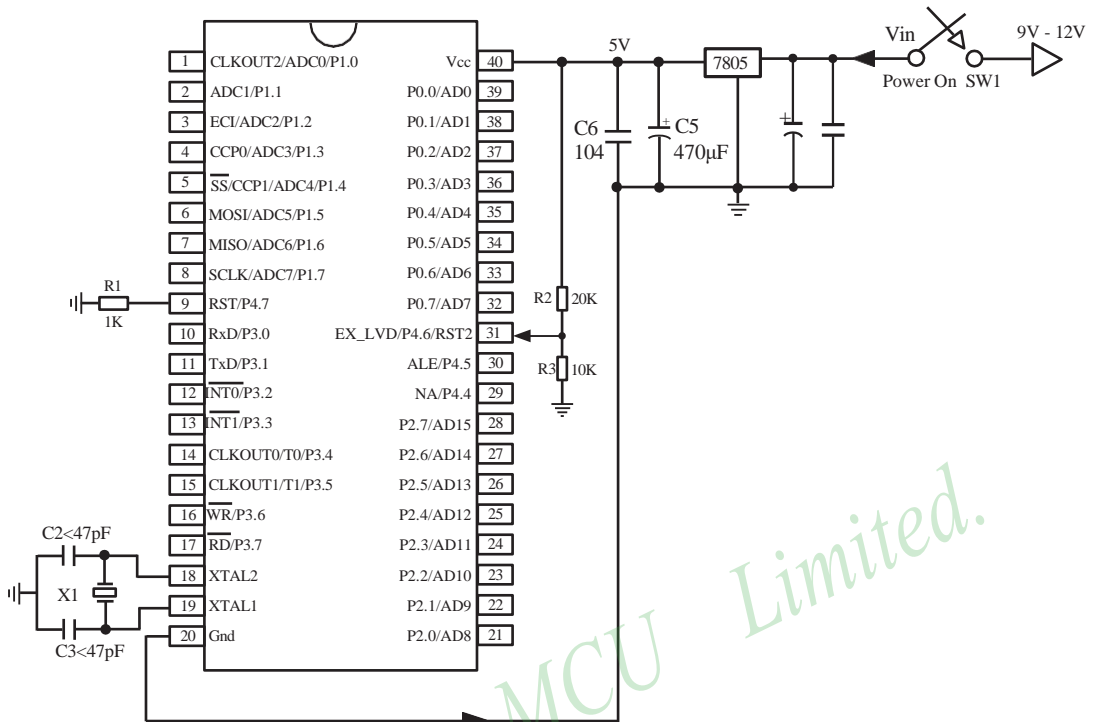 1 CLKOUT2/ADC0/P1.0
2 ADC1/P1.1
3 ECI/ADC2/P1.2
4 CCP0/ADC3/P1.3
5 SS/CCP1/ADC4/P1.4
6 MOSI/ADC5/P1.5
7 MISO/ADC6/P1.6
8 SCLK/ADC7/P1.7
9 RST/P4.7
10 RxD/P3.0
11 TxD/P3.1
12 INT0/P3.2
13 INT1/P3.3
14 CLKOUT0/T0/P3.4
15 CLKOUT1/T1/P3.5
16 WR/P3.6
17 RD/P3.7
18 XTAL2
19 XTAL1
20 Gnd
Vcc 40
P0.0/AD0 39
P0.1/AD1 38
P0.2/AD2 37
P0.3/AD3 36
P0.4/AD4 35
P0.5/AD5 34
P0.6/AD6 33
P0.7/AD7 32
EX_LVD/P4.6/RST2 31
ALE/P4.5 30
NA/P4.4 29
P2.7/AD15 28
P2.6/AD14 27
P2.5/AD13 26
P2.4/AD12 25
P2.3/AD11 24
P2.2/AD10 23
P2.1/AD9 22
P2.0/AD8 21
R1
1K
C2<47pF
X1
C3<47pF
5V
7805
Vin
9V - 12V
Power On SW1
C6
104
+
C5
470μF
+
R2 20K
R3 10K
MCU Limited.